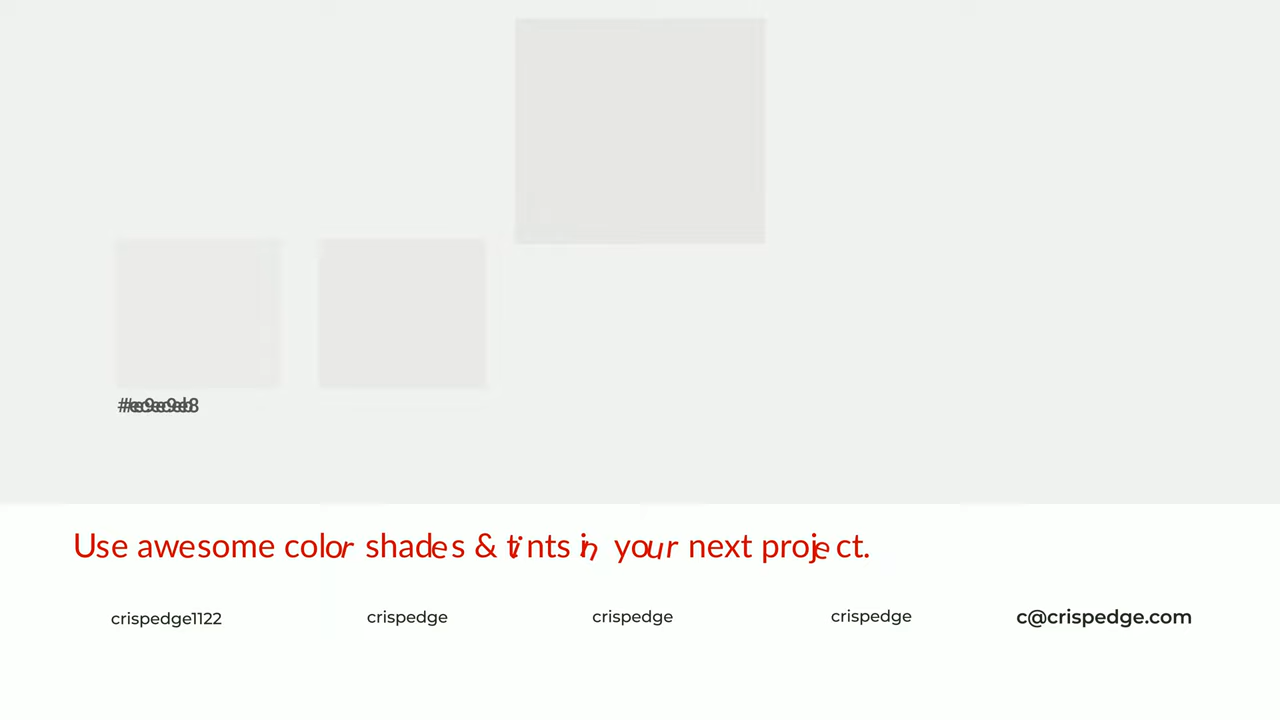 Use awesome color shades & tints in your next project.
crispedge1122 crispedge crispedge crispedge c@crispedge.com